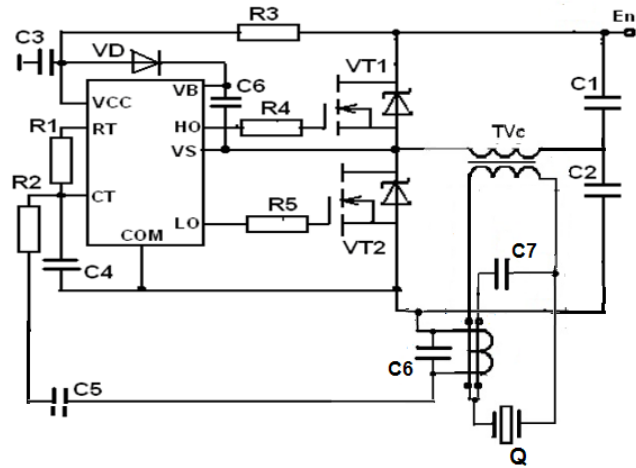 R3
En
C3
VD
VT1
VB
C6
C1
VCC
R4
R1
RT
HO
TVc
VS
R2
C2
CT
LO
R5
COM
VT2
C4
C7
C6
C5
Q